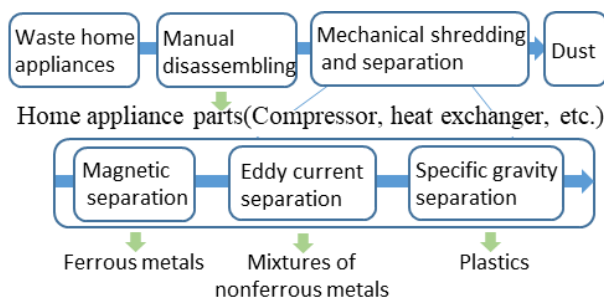 Waste home
appliances
Manual
disassembling
Mechanical shredding
and separation
Dust
Home appliance parts(Compressor, heat exchanger, etc.)
Magnetic
separation
Eddy current
separation
Specific gravity
separation
Ferrous metals
Mixtures of
nonferrous metals
Plastics